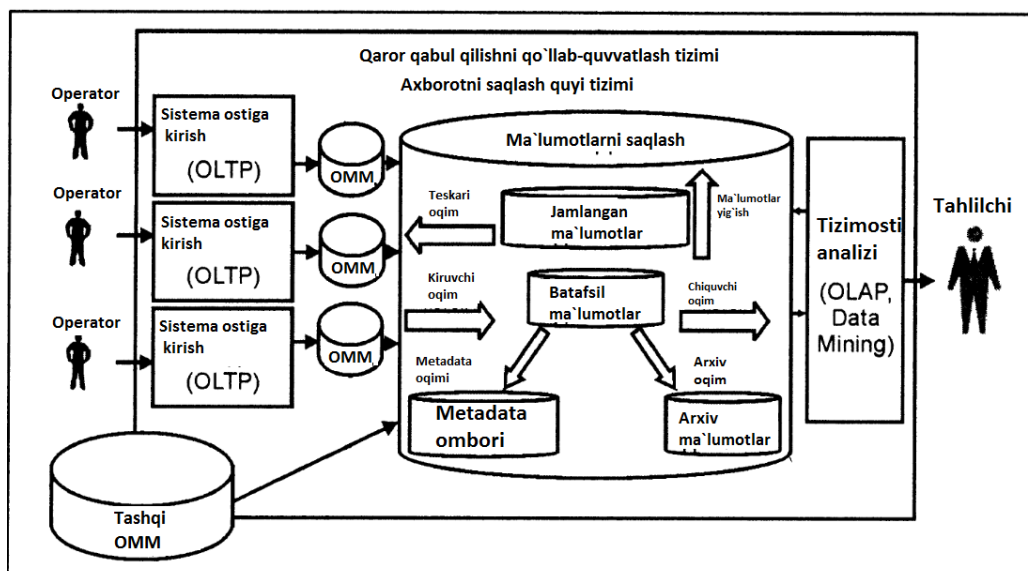 Qaror qabul qilishni qo`llab-quvvatlash tizimi
Axborotni saqlash quyi tizimi
Operator
Sistema ostiga
kirish
(OLTP)
OMM
Operator
Sistema ostiga
kirish
(OLTP)
OMM
Operator
Sistema ostiga
kirish
(OLTP)
OMM
Ma`lumotlarni saqlash
Teskari
oqim
Jamlangan
ma`lumotlar
Ma`lumotlar
yig`ish
Kiruvchi
oqim
Batafsil
ma`lumotlar
Chiquvchi
oqim
Metadata
oqimi
Arxiv
oqim
Metadata
ombori
Arxiv
ma`lumotlar
Tizimosti
analizi
(OLAP,
Data
Mining)
Tahlilchi
Tashqi
OMM